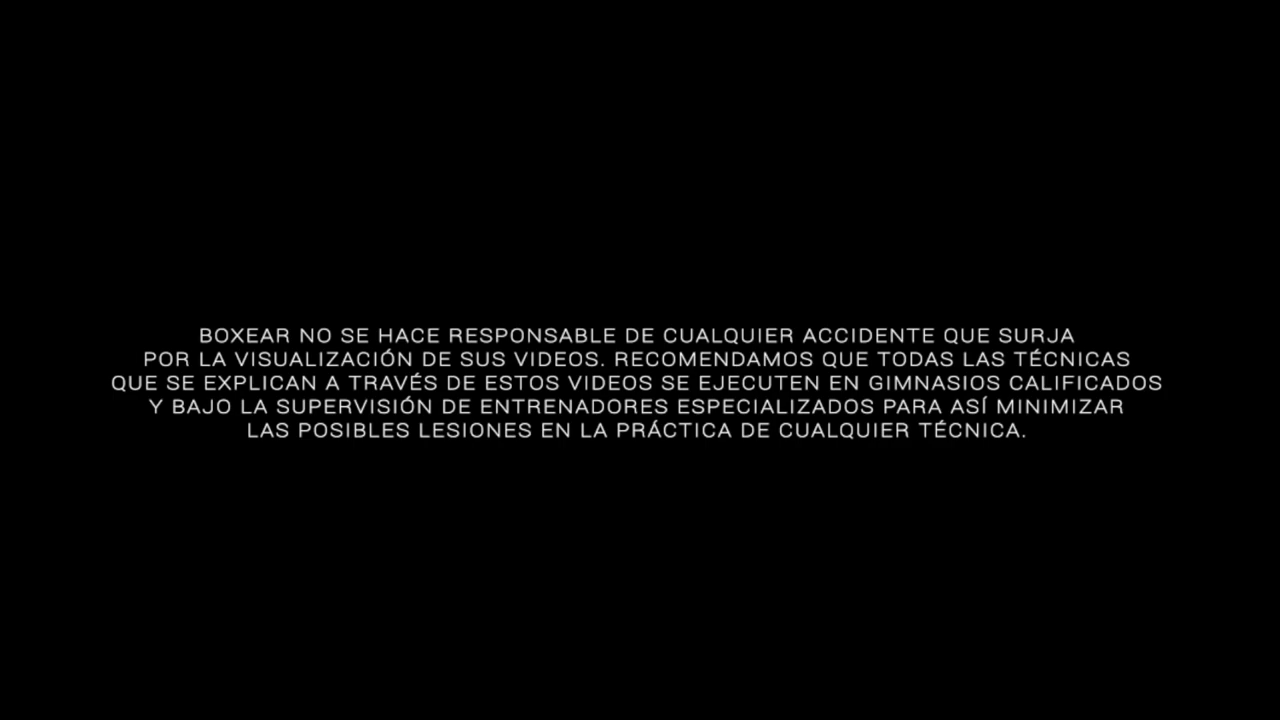 BOXEAR NO SE HACE RESPONSABLE DE CUALQUIER ACCIDENTE QUE SURJA
POR LA VISUALIZACIÓN DE SUS VIDEOS. RECOMENDAMOS QUE TODAS LAS TÉCNICAS
QUE SE EXPLICAN A TRAVÉS DE ESTOS VIDEOS SE EJECUTEN EN GIMNASIOS CALIFICADOS
Y BAJO LA SUPERVISIÓN DE ENTRENADORES ESPECIALIZADOS PARA ASÍ MINIMIZAR
LAS POSIBLES LESIONES EN LA PRÁCTICA DE CUALQUIER TÉCNICA.